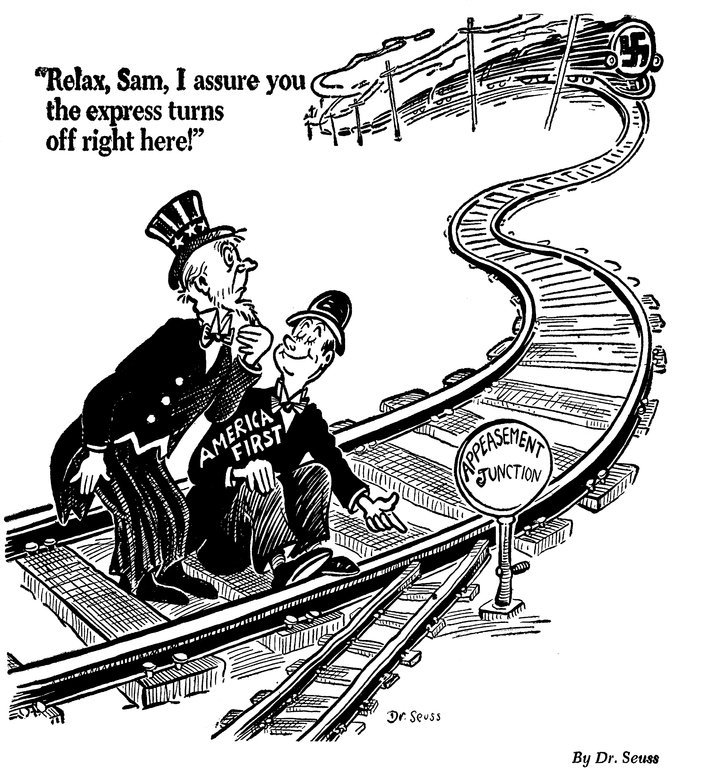 “Relax, Sam, I assure you
the express turns
off right here!”
AMERICA
FIRST
APPEASEMENT
JUNCTION
Dr. Seuss
By Dr. Seuss